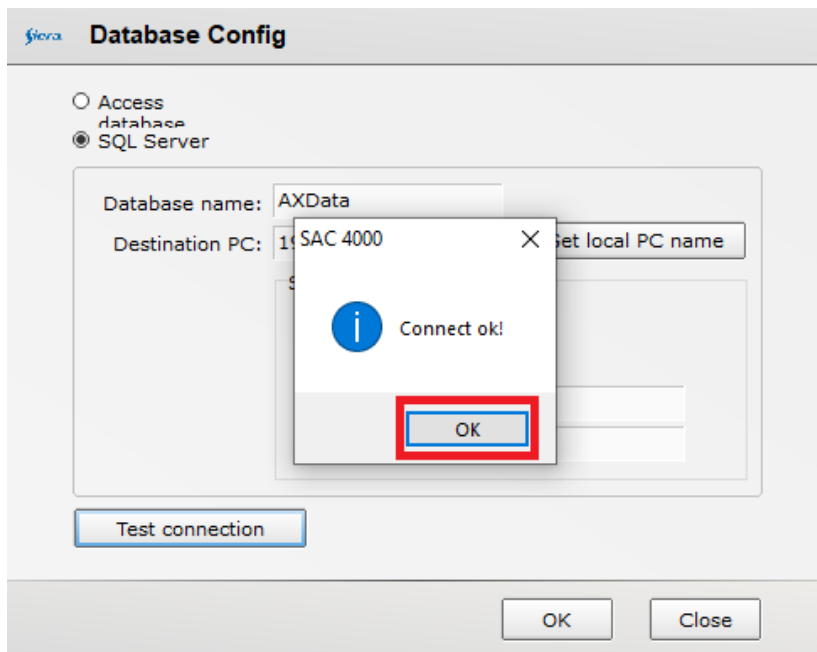 Siera Database Config
Access
database
SQL Server
Database name: AXData
Destination PC: 19
Get local PC name
SAC 4000
Connect ok!
OK
Test connection
OK Close